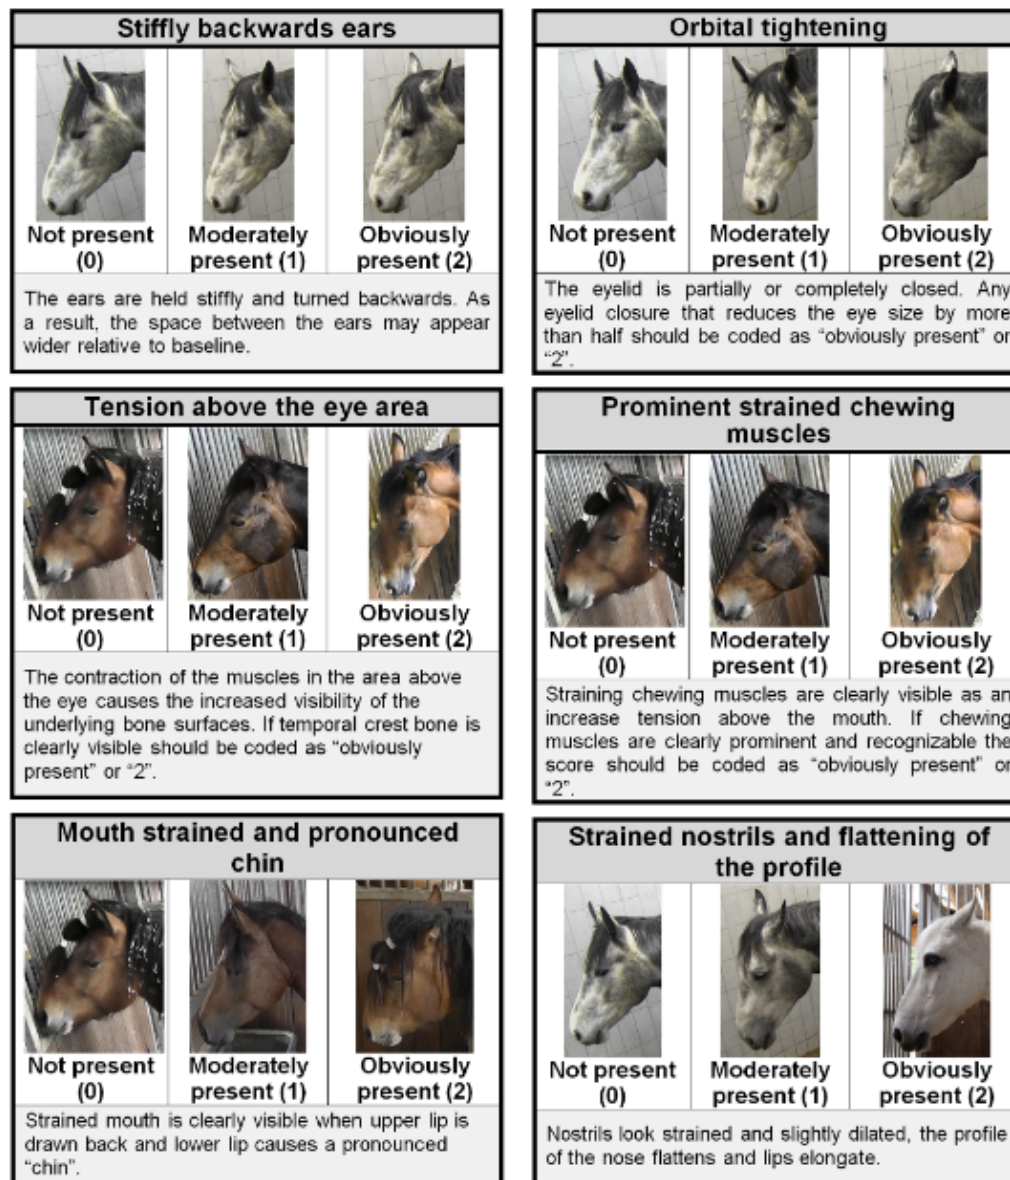 Stiffly backwards ears
Not present
(0)
Moderately
present (1)
Obviously
present (2)
The ears are held stiffly and turned backwards. As
a result, the space between the ears may appear
wider relative to baseline.
Orbital tightening
Not present
(0)
Moderately
present (1)
Obviously
present (2)
The eyelid is partially or completely closed. Any
eyelid closure that reduces the eye size by more
than half should be coded as “obviously present” or
“2”.
Tension above the eye area
Not present
(0)
Moderately
present (1)
Obviously
present (2)
The contraction of the muscles in the area above
the eye causes the increased visibility of the
underlying bone surfaces. If temporal crest bone is
clearly visible should be coded as “obviously
present” or “2”.
Prominent strained chewing
muscles
Not present
(0)
Moderately
present (1)
Obviously
present (2)
Straining chewing muscles are clearly visible as an
increase tension above the mouth. If chewing
muscles are clearly prominent and recognizable the
score should be coded as “obviously present” or
“2”.
Mouth strained and pronounced
chin
Not present
(0)
Moderately
present (1)
Obviously
present (2)
Strained mouth is clearly visible when upper lip is
drawn back and lower lip causes a pronounced
“chin”.
Strained nostrils and flattening of
the profile
Not present
(0)
Moderately
present (1)
Obviously
present (2)
Nostrils look strained and slightly dilated, the profile
of the nose flattens and lips elongate.